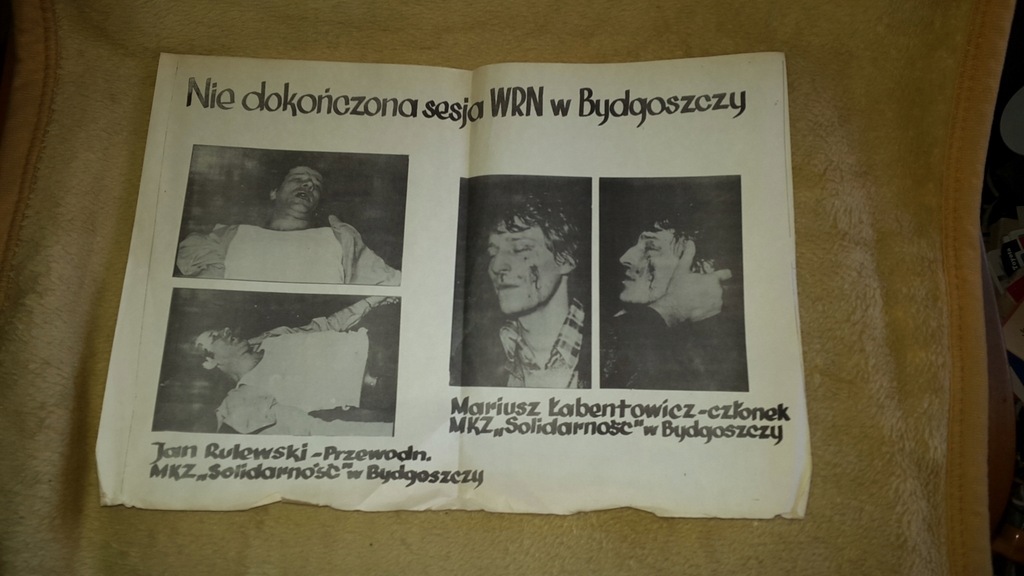 Nie dokończona sesja WRN w Bydgoszczy
Jan Rulewski - Przewodn.
MKZ „Solidarność" w Bydgoszczy
Mariusz Łabentowicz - członek
MKZ „Solidarność" w Bydgoszczy